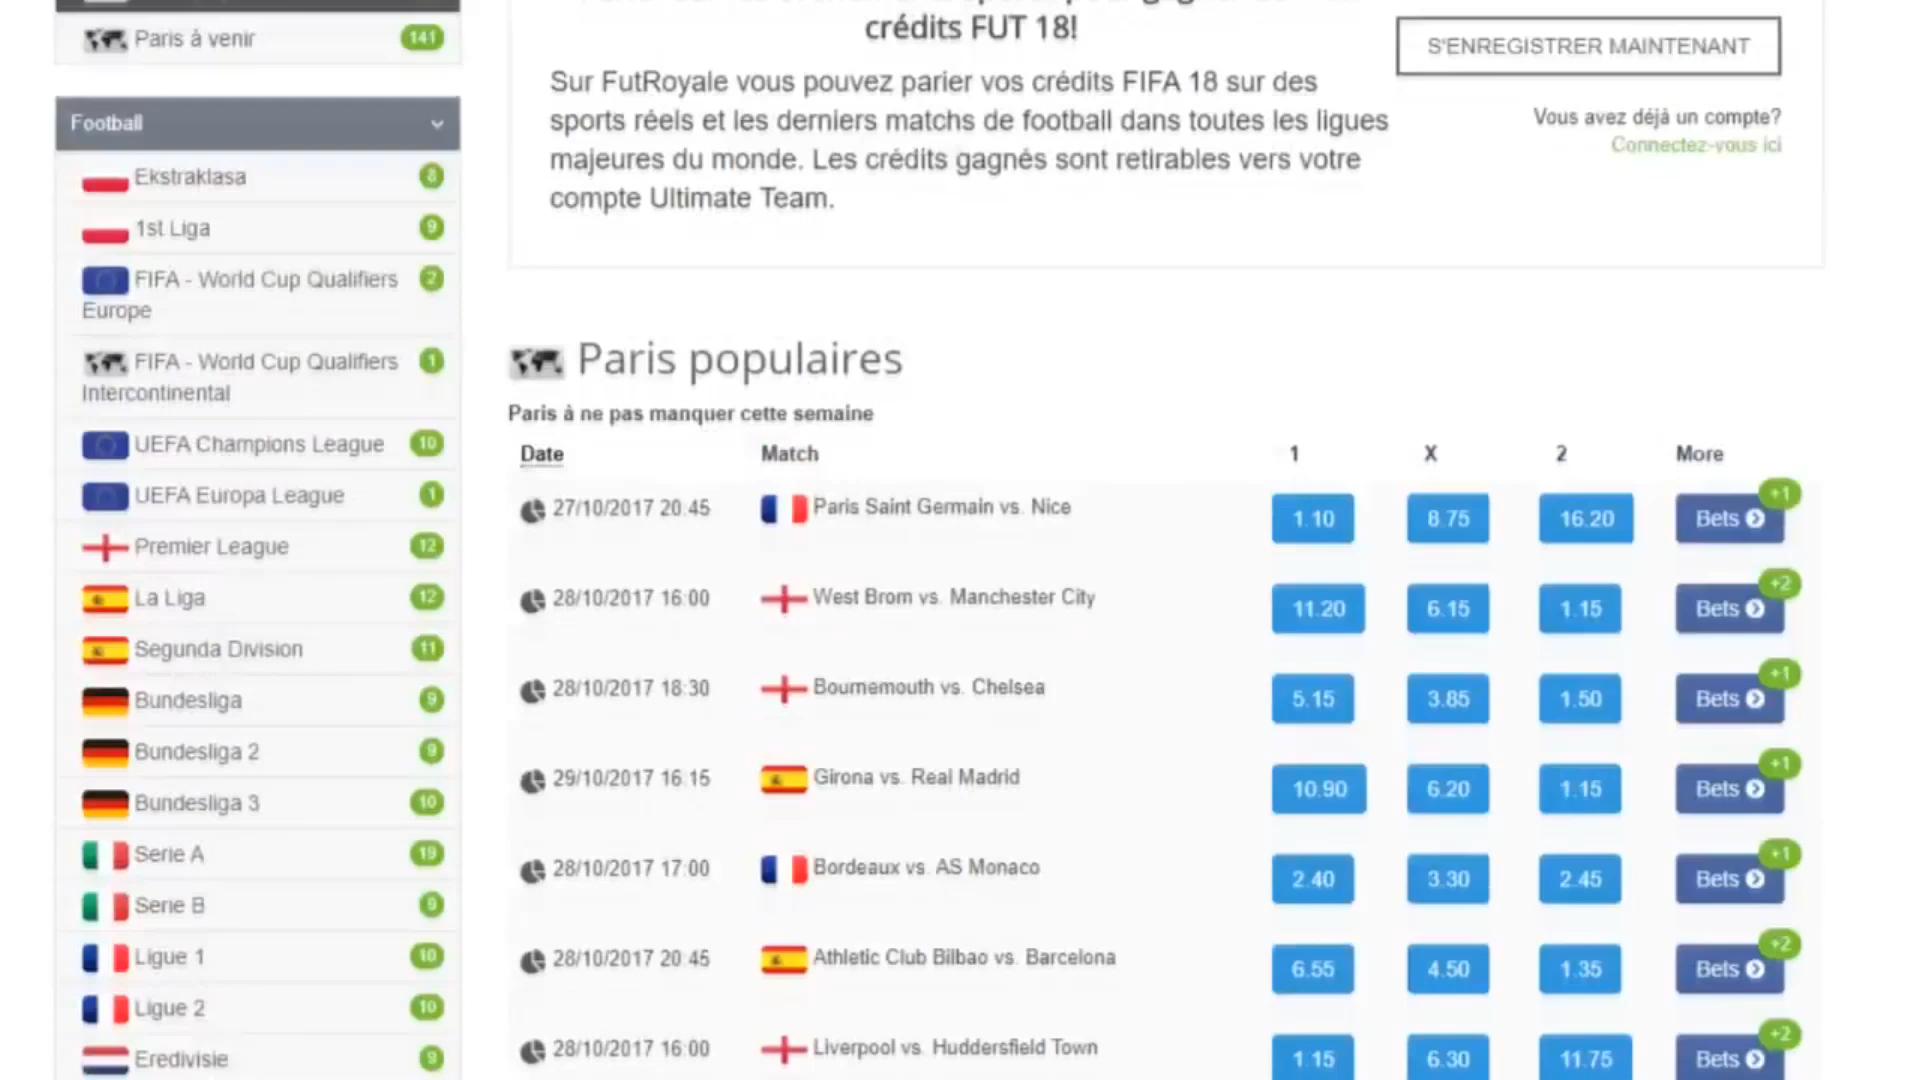 Paris à venir 141
Football
Ekstraklasa 8
1st Liga 9
FIFA - World Cup Qualifiers 2
Europe
FIFA - World Cup Qualifiers 1
Intercontinental
UEFA Champions League 10
UEFA Europa League 1
Premier League 12
La Liga 12
Segunda Division 11
Bundesliga 9
Bundesliga 2 9
Bundesliga 3 10
Serie A 19
Serie B 9
Ligue 1 10
Ligue 2 10
Eredivisie 9
crédits FUT 18!
Sur FutRoyale vous pouvez parier vos crédits FIFA 18 sur des
sports réels et les derniers matchs de football dans toutes les ligues
majeures du monde. Les crédits gagnés sont retirables vers votre
compte Ultimate Team.
S'ENREGISTRER MAINTENANT
Vous avez déjà un compte?
Connectez-vous ici
Paris populaires
Paris à ne pas manquer cette semaine
Date Match 1 X 2 More
27/10/2017 20:45 Paris Saint Germain vs. Nice 1.10 8.75 16.20 Bets +1
28/10/2017 16:00 West Brom vs. Manchester City 11.20 6.15 1.15 Bets +2
28/10/2017 18:30 Bournemouth vs. Chelsea 5.15 3.85 1.50 Bets +1
29/10/2017 16:15 Girona vs. Real Madrid 10.90 6.20 1.15 Bets +1
28/10/2017 17:00 Bordeaux vs. AS Monaco 2.40 3.30 2.45 Bets +1
28/10/2017 20:45 Athletic Club Bilbao vs. Barcelona 6.55 4.50 1.35 Bets +2
28/10/2017 16:00 Liverpool vs. Huddersfield Town 1.15 6.30 11.75 Bets +2